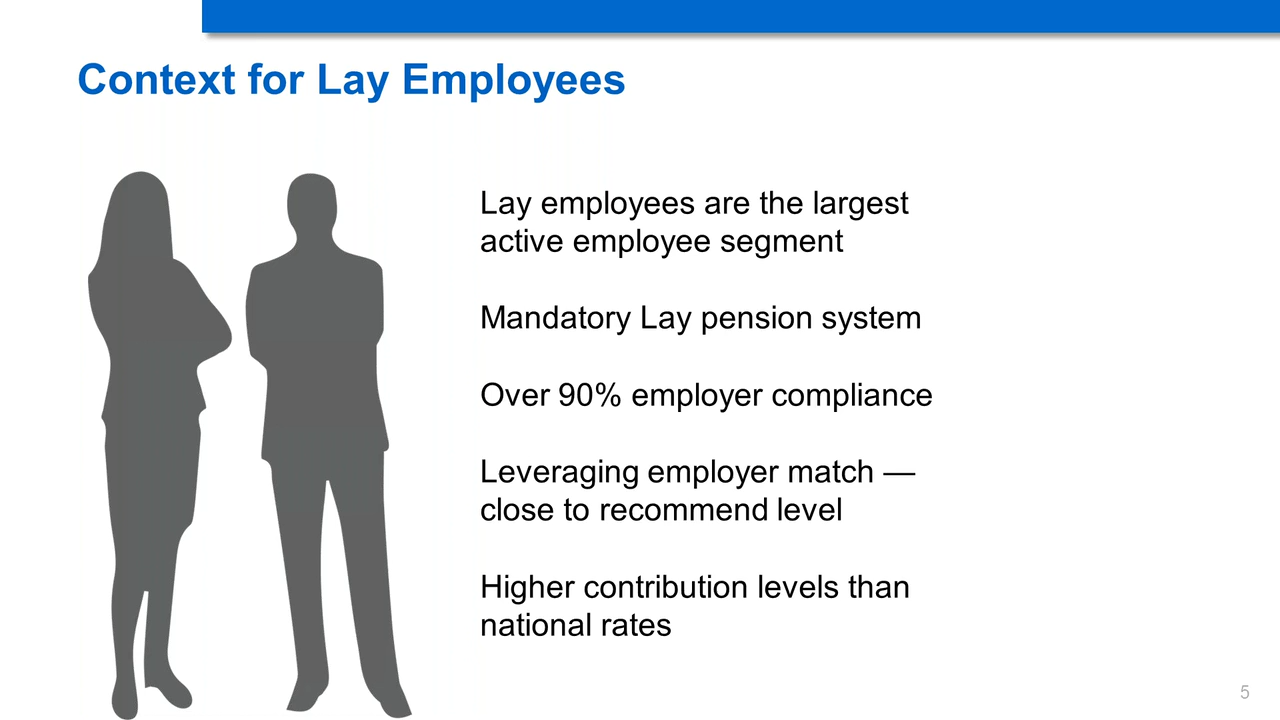 Context for Lay Employees
Lay employees are the largest
active employee segment
Mandatory Lay pension system
Over 90% employer compliance
Leveraging employer match —
close to recommend level
Higher contribution levels than
national rates
5